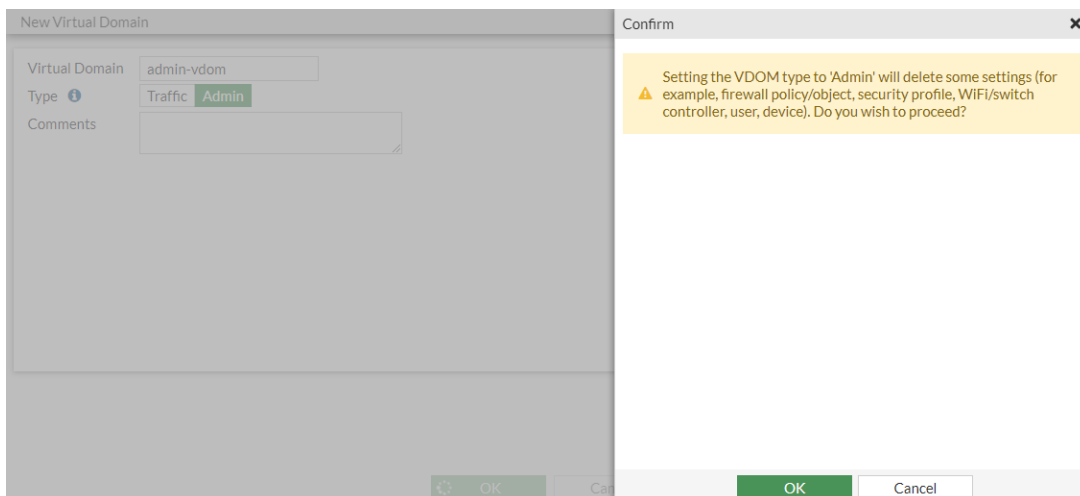 New Virtual Domain
Virtual Domain admin-vdom
Type Traffic Admin
Comments
OK
Confirm
Setting the VDOM type to 'Admin' will delete some settings (for
example, firewall policy/object, security profile, WiFi/switch
controller, user, device). Do you wish to proceed?
OK Cancel